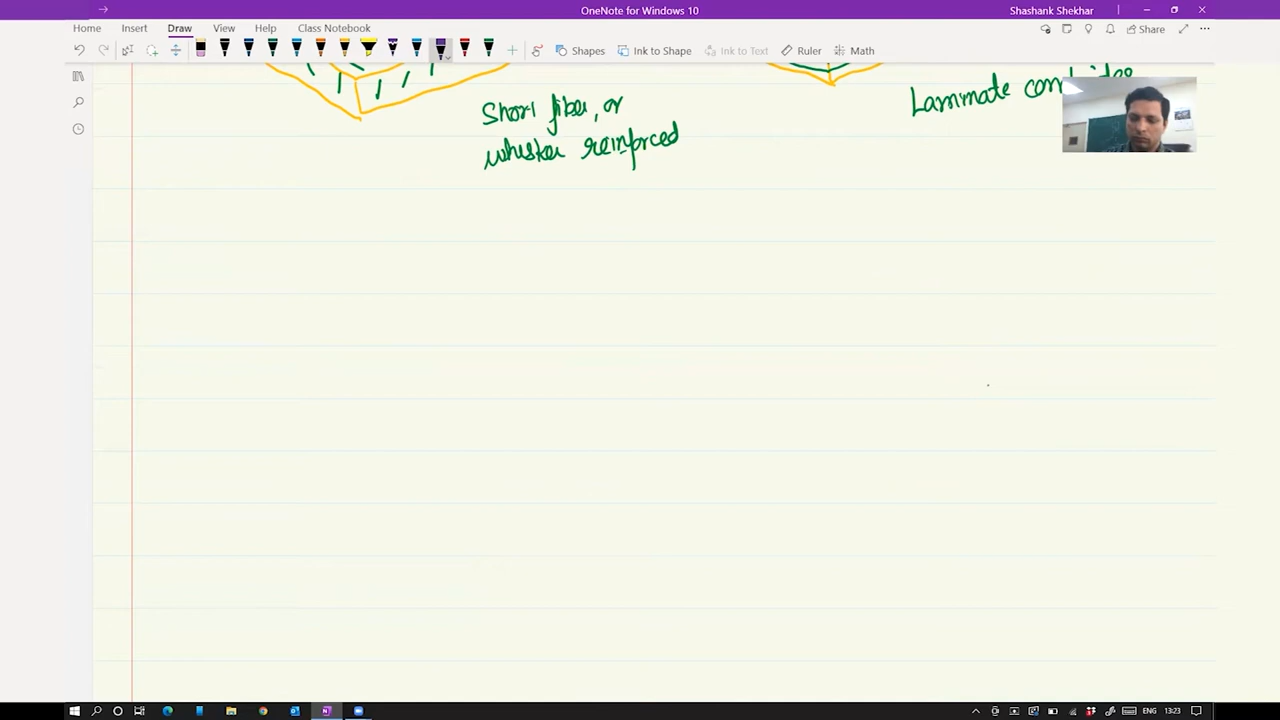 OneNote for Windows 10
Shashank Shekhar
Home Insert Draw View Help Class Notebook
Share
Shapes Ink to Shape Ink to Text Ruler Math
Short fiber, or
whisker reinforced
Laminate
ENG 13:23